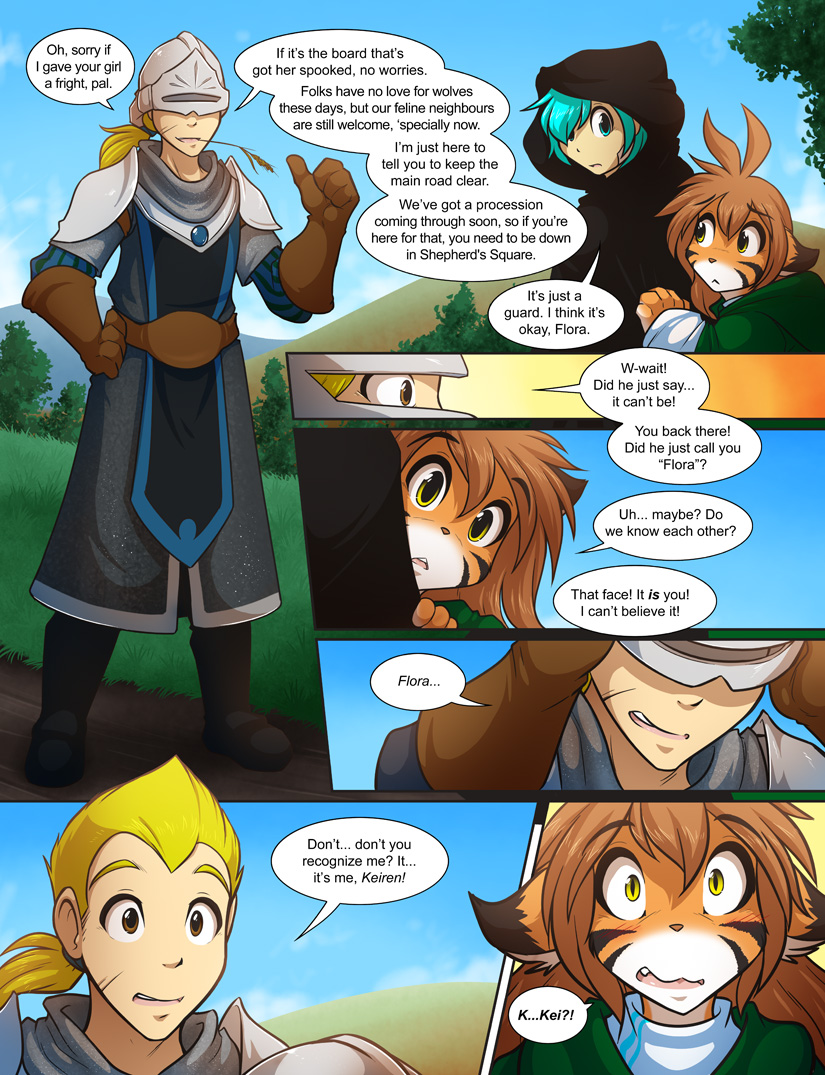 Oh, sorry if
I gave your girl
a fright, pal.
If it's the board that's
got her spooked, no worries.
Folks have no love for wolves
these days, but our feline neighbours
are still welcome, 'specially now.
I'm just here to
tell you to keep the
main road clear.
We've got a procession
coming through soon, so if you're
here for that, you need to be down
in Shepherd's Square.
It's just a
guard. I think it's
okay, Flora.
W-wait!
Did he just say...
it can't be!
You back there!
Did he just call you
"Flora"?
Uh... maybe? Do
we know each other?
That face! It is you!
I can't believe it!
Flora...
Don't... don't you
recognize me? It...
it's me, Keiren!
K...Kei?!